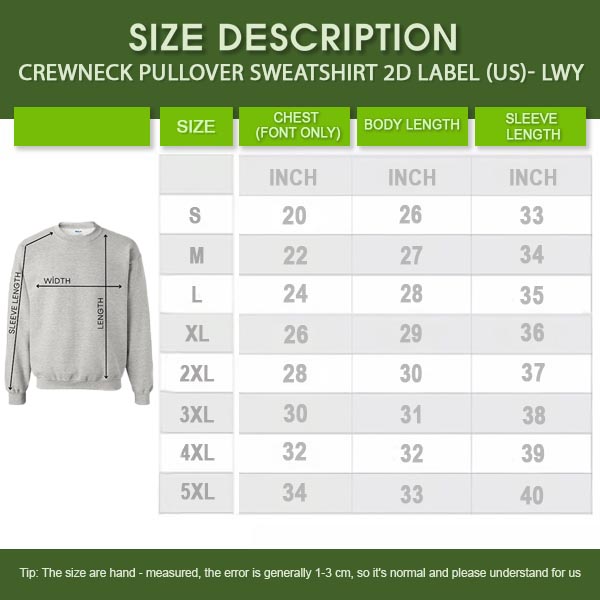 SIZE DESCRIPTION
CREWNECK PULLOVER SWEATSHIRT 2D LABEL (US)- LWY
SIZE
CHEST
(FONT ONLY)
BODY LENGTH
SLEEVE
LENGTH
INCH INCH INCH
S 20 26 33
M 22 27 34
L 24 28 35
XL 26 29 36
2XL 28 30 37
3XL 30 31 38
4XL 32 32 39
5XL 34 33 40
WİDTH
SLEEVE LENGTH
LENGTH
Tip: The size are hand - measured, the error is generally 1-3 cm, so it's normal and please understand for us